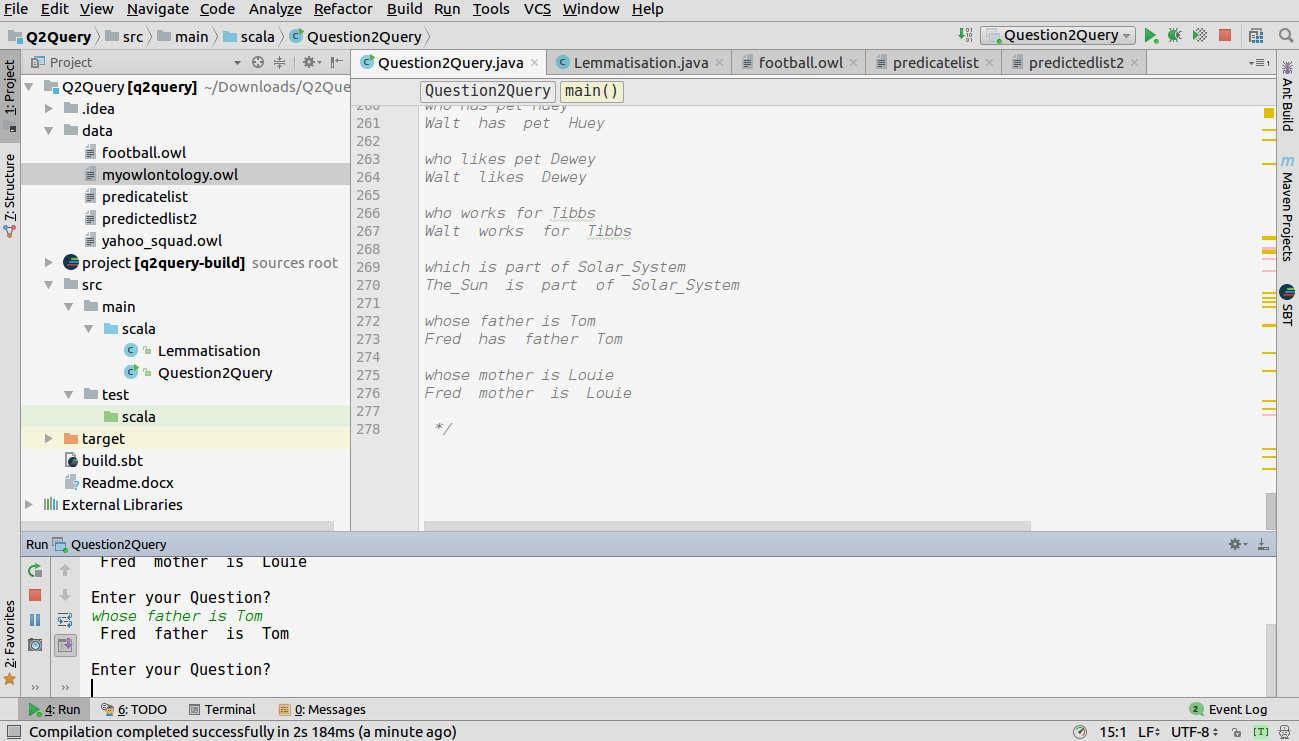 File Edit View Navigate Code Analyze Refactor Build Run Tools VCS Window Help
Q2Query src main scala Question2Query Question2Query
1: Project
7: Structure
2: Favorites
Project
Q2Query [q2query] ~/Downloads/Q2Que
.idea
data
football.owl
myowlontology.owl
predicatelist
predictedlist2
yahoo_squad.owl
project [q2query-build] sources root
src
main
scala
Lemmatisation
Question2Query
test
scala
target
build.sbt
Readme.docx
External Libraries
Question2Query.java Lemmatisation.java football.owl predicatelist predictedlist2
Question2Query main()
260 who has pet Huey
261 Walt has pet Huey
262
263 who likes pet Dewey
264 Walt likes Dewey
265
266 who works for Tibbs
267 Walt works for Tibbs
268
269 which is part of Solar_System
270 The_Sun is part of Solar_System
271
272 whose father is Tom
273 Fred has father Tom
274
275 whose mother is Louie
276 Fred mother is Louie
277
278 */
Ant Build
Maven Projects
SBT
Run Question2Query
Fred mother is Louie
Enter your Question?
whose father is Tom
Fred father is Tom
Enter your Question?
4: Run 6: TODO Terminal 0: Messages 2 Event Log
Compilation completed successfully in 2s 184ms (a minute ago) 15:1 LF UTF-8 [T]